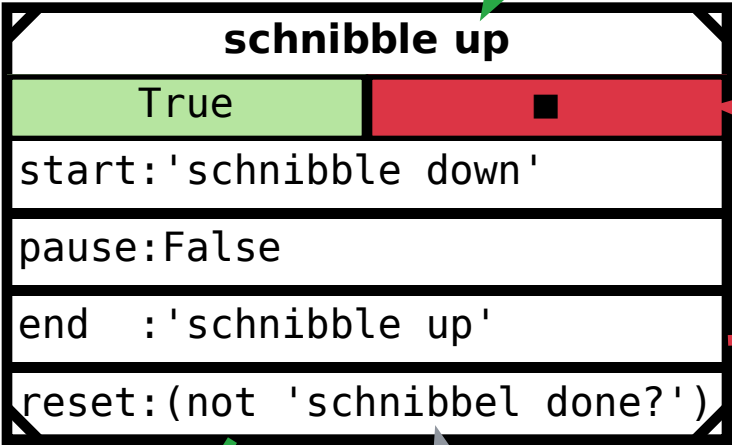 schnibble up
True ■
start:'schnibble down'
pause:False
end  :'schnibble up'
reset:(not 'schnibbel done?')